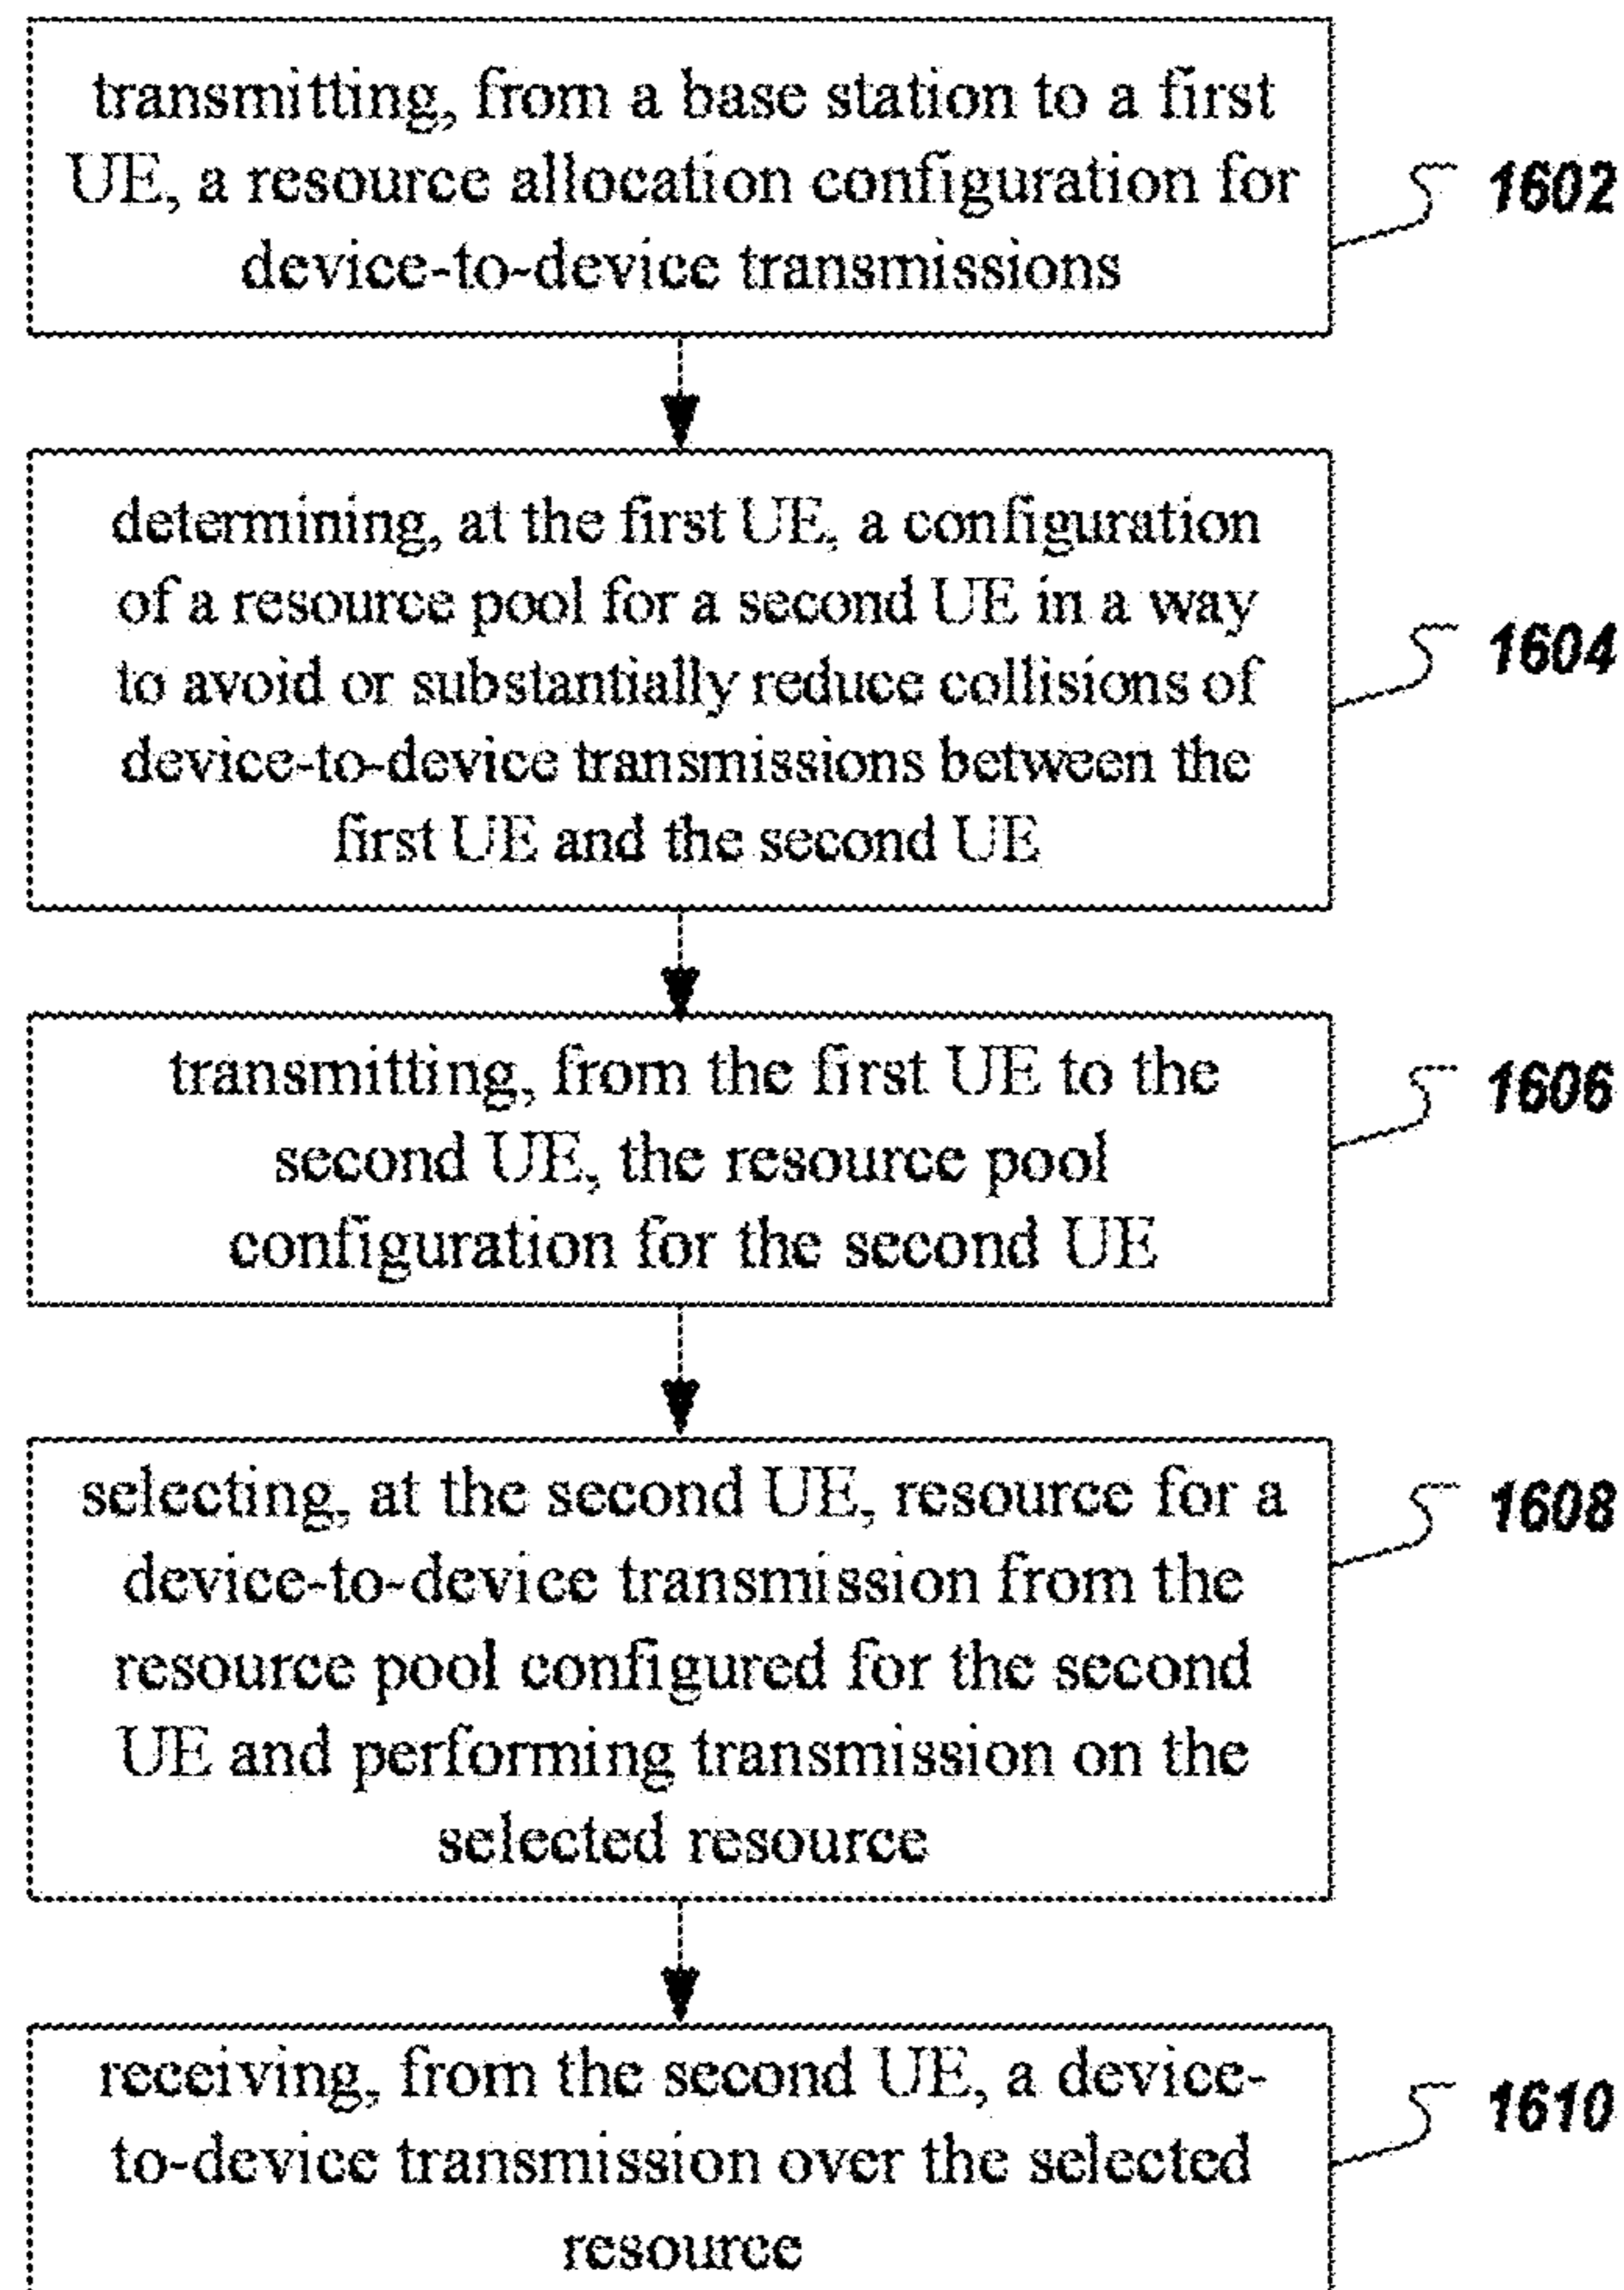 transmitting, from a base station to a first
UE, a resource allocation configuration for
device-to-device transmissions
1602
determining, at the first UE, a configuration
of a resource pool for a second UE in a way
to avoid or substantially reduce collisions of
device-to-device transmissions between the
first UE and the second UE
1604
transmitting, from the first UE to the
second UE, the resource pool
configuration for the second UE
1606
selecting, at the second UE, resource for a
device-to-device transmission from the
resource pool configured for the second
UE and performing transmission on the
selected resource
1608
receiving, from the second UE, a device-
to-device transmission over the selected
resource
1610